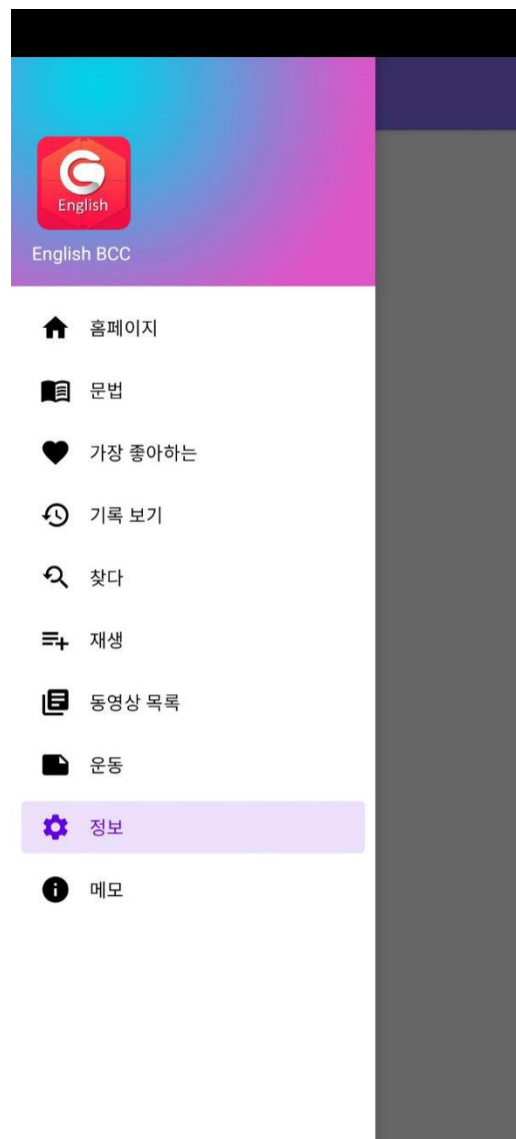 English
English BCC
홈페이지
문법
가장 좋아하는
기록 보기
찾다
재생
동영상 목록
운동
정보
메모